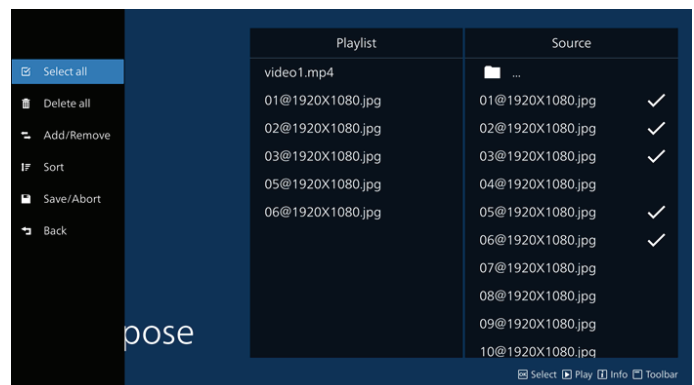 Select all
Delete all
Add/Remove
Sort
Save/Abort
Back
pose
Playlist
video1.mp4
01@1920X1080.jpg
02@1920X1080.jpg
03@1920X1080.jpg
05@1920X1080.jpg
06@1920X1080.jpg
Source
...
01@1920X1080.jpg
02@1920X1080.jpg
03@1920X1080.jpg
04@1920X1080.jpg
05@1920X1080.jpg
06@1920X1080.jpg
07@1920X1080.jpg
08@1920X1080.jpg
09@1920X1080.jpg
10@1920X1080.jpg
OK Select Play i Info Toolbar